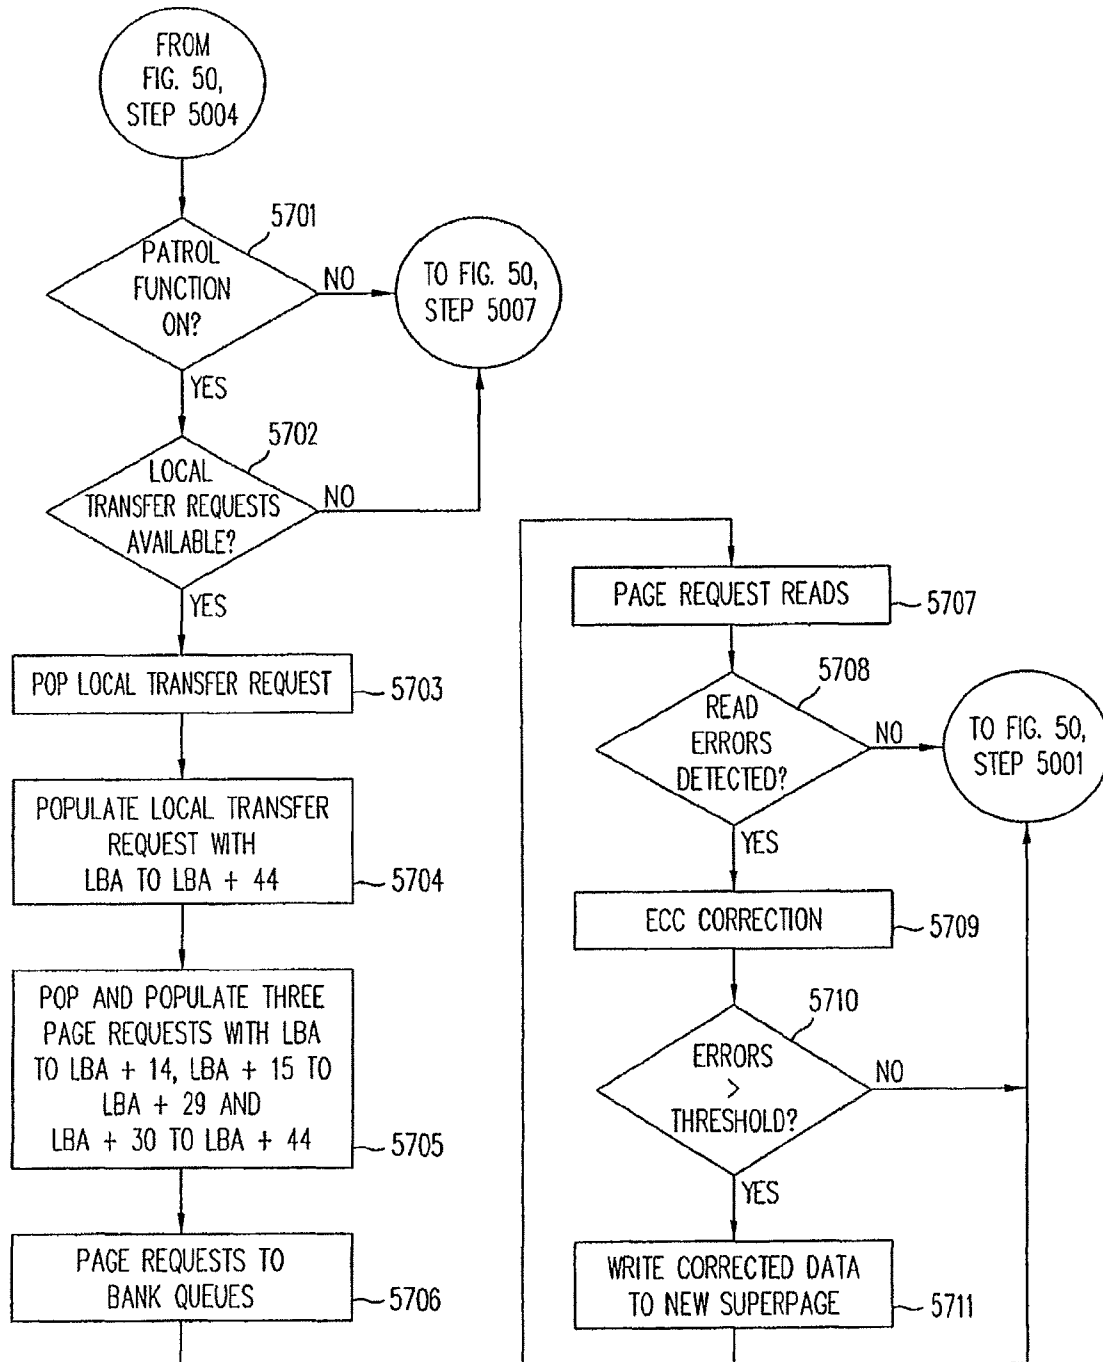 FROM
FIG. 50,
STEP 5004
5701
PATROL
FUNCTION
ON?
NO
TO FIG. 50,
STEP 5007
YES
5702
LOCAL
TRANSFER REQUESTS
AVAILABLE?
NO
YES
POP LOCAL TRANSFER REQUEST
5703
POPULATE LOCAL TRANSFER
REQUEST WITH
LBA TO LBA + 44
5704
POP AND POPULATE THREE
PAGE REQUESTS WITH LBA
TO LBA + 14, LBA + 15 TO
LBA + 29 AND
LBA + 30 TO LBA + 44
5705
PAGE REQUESTS TO
BANK QUEUES
5706
PAGE REQUEST READS
5707
5708
READ
ERRORS
DETECTED?
NO
TO FIG. 50,
STEP 5001
YES
ECC CORRECTION
5709
5710
ERRORS
>
THRESHOLD?
NO
YES
WRITE CORRECTED DATA
TO NEW SUPERPAGE
5711